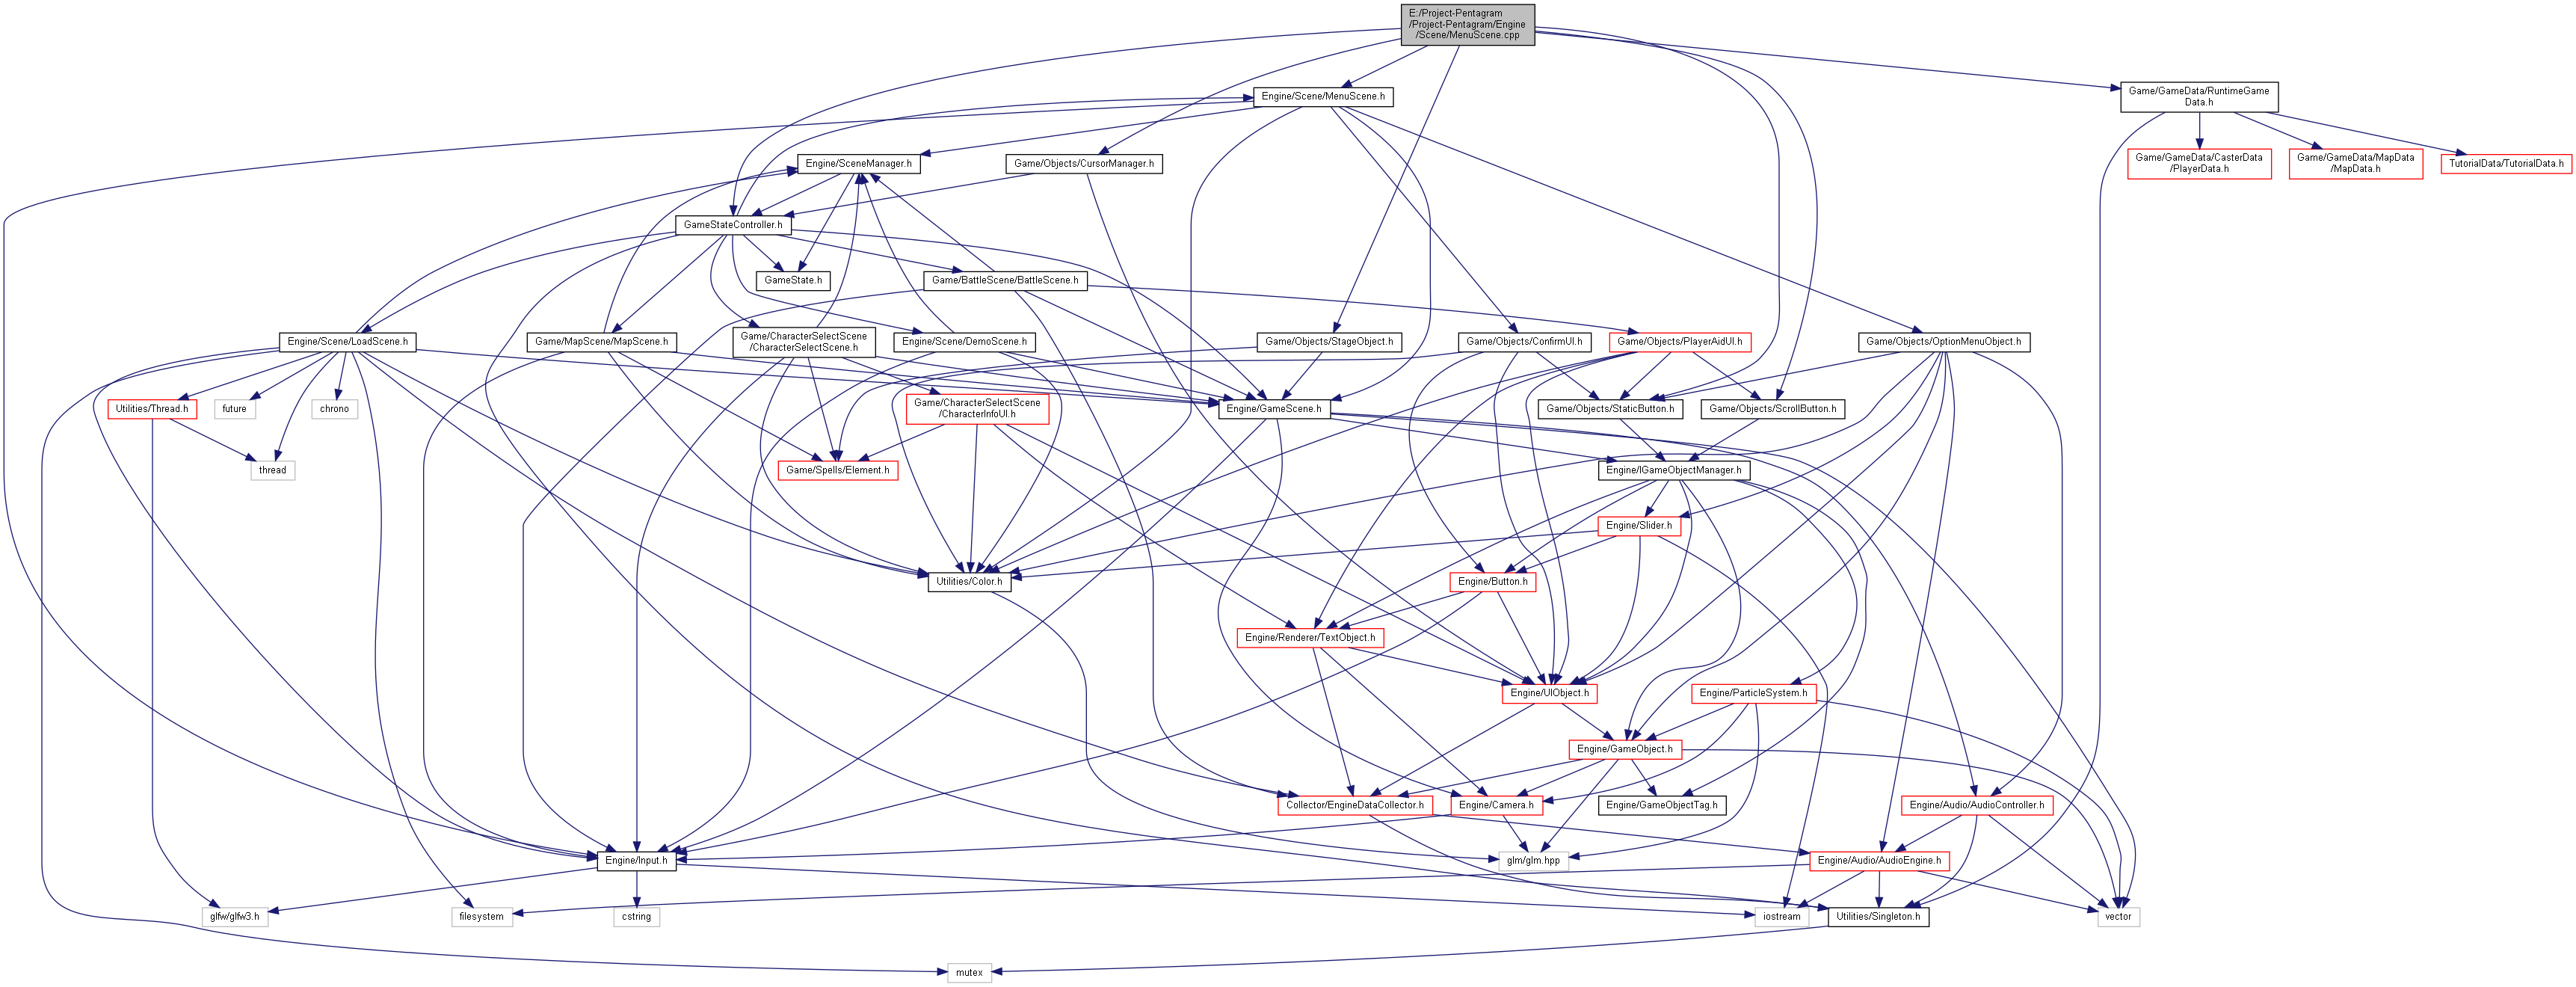 E:/Project-Pentagram
/Project-Pentagram/Engine
/Scene/MenuScene.cpp
Engine/Scene/MenuScene.h
Game/GameData/RuntimeGame
Data.h
Engine/SceneManager.h
Game/Objects/CursorManager.h
Game/GameData/CasterData
/PlayerData.h
Game/GameData/MapData
/MapData.h
TutorialData/TutorialData.h
GameStateController.h
GameState.h
Game/BattleScene/BattleScene.h
Engine/Scene/LoadScene.h
Game/MapScene/MapScene.h
Game/CharacterSelectScene
/CharacterSelectScene.h
Engine/Scene/DemoScene.h
Game/Objects/StageObject.h
Game/Objects/ConfirmUI.h
Game/Objects/PlayerAidUI.h
Game/Objects/OptionMenuObject.h
Utilities/Thread.h
future
chrono
Game/CharacterSelectScene
/CharacterInfoUI.h
Engine/GameScene.h
Game/Objects/StaticButton.h
Game/Objects/ScrollButton.h
thread
Game/Spells/Element.h
Engine/IGameObjectManager.h
Engine/Slider.h
Utilities/Color.h
Engine/Button.h
Engine/Renderer/TextObject.h
Engine/UIObject.h
Engine/ParticleSystem.h
Engine/GameObject.h
Collector/EngineDataCollector.h
Engine/Camera.h
Engine/GameObjectTag.h
Engine/Audio/AudioController.h
Engine/Input.h
glm/glm.hpp
Engine/Audio/AudioEngine.h
glfw/glfw3.h
filesystem
cstring
iostream
Utilities/Singleton.h
vector
mutex